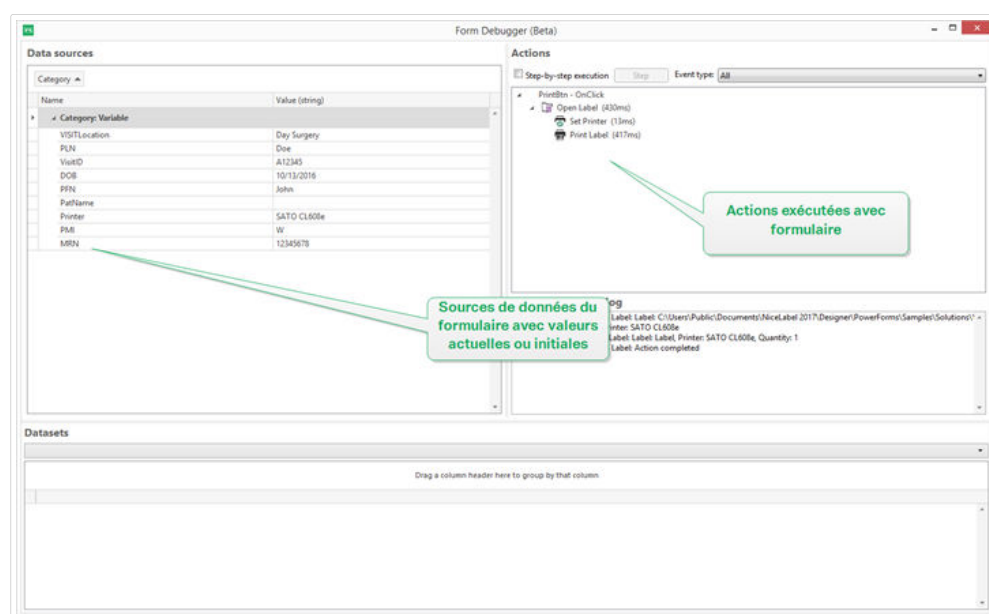 Form Debugger (Beta)
Data sources
Category
Name Value (string)
Category: Variable
VISITLocation Day Surgery
PLN Doe
VisitID A12345
DOB 10/13/2016
PFN John
PatName
Printer SATO CL608e
PMI W
MRN 12345678
Sources de données du
formulaire avec valeurs
actuelles ou initiales
Actions
Step-by-step execution Step Event type: All
PrintBtn - OnClick
Open Label (430ms)
Set Printer (13ms)
Print Label (417ms)
Actions exécutées avec
formulaire
og
Label: Label: C:\Users\Public\Documents\NiceLabel 2017\Designer\PowerForms\Samples\Solutions\
inter: SATO CL608e
Label: Label: Label, Printer: SATO CL608e, Quantity: 1
Label: Action completed
Datasets
Drag a column header here to group by that column